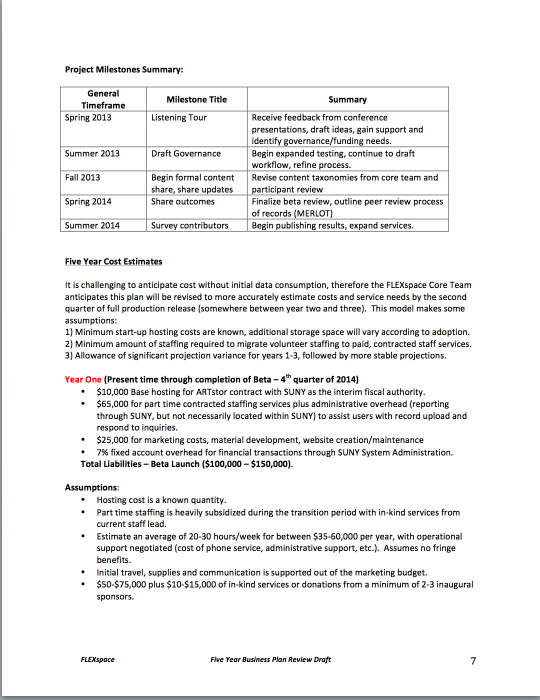 Project Milestones Summary:
General
Timeframe
Milestone Title
Summary
Spring 2013
Listening Tour
Receive feedback from conference
presentations, draft ideas, gain support and
identify governance/funding needs.
Summer 2013
Draft Governance
Begin expanded testing, continue to draft
workflow, refine process.
Fall 2013
Begin formal content
share, share updates
Revise content taxonomies from core team and
participant review
Spring 2014
Share outcomes
Finalize beta review, outline peer review process
of records (MERLOT)
Summer 2014
Survey contributors
Begin publishing results, expand services.
Five Year Cost Estimates
It is challenging to anticipate cost without initial data consumption, therefore the FLEXspace Core Team
anticipates this plan will be revised to more accurately estimate costs and service needs by the second
quarter of full production release (somewhere between year two and three).  This model makes some
assumptions:
1) Minimum start-up hosting costs are known, additional storage space will vary according to adoption.
2) Minimum amount of staffing required to migrate volunteer staffing to paid, contracted staff services.
3) Allowance of significant projection variance for years 1-3, followed by more stable projections.
Year One (Present time through completion of Beta – 4th quarter of 2014)
• $10,000 Base hosting for ARTstor contract with SUNY as the interim fiscal authority.
• $65,000 for part time contracted staffing services plus administrative overhead (reporting
through SUNY, but not necessarily located within SUNY) to assist users with record upload and
respond to inquiries.
• $25,000 for marketing costs, material development, website creation/maintenance
• 7% fixed account overhead for financial transactions through SUNY System Administration.
Total Liabilities – Beta Launch ($100,000 – $150,000).
Assumptions:
• Hosting cost is a known quantity.
• Part time staffing is heavily subsidized during the transition period with in-kind services from
current staff lead.
• Estimate an average of 20-30 hours/week for between $35-60,000 per year, with operational
support negotiated (cost of phone service, administrative support, etc.).  Assumes no fringe
benefits.
• Initial travel, supplies and communication is supported out of the marketing budget.
• $50-$75,000 plus $10-$15,000 of in-kind services or donations from a minimum of 2-3 inaugural
sponsors.
FLEXspace
Five Year Business Plan Review Draft
7